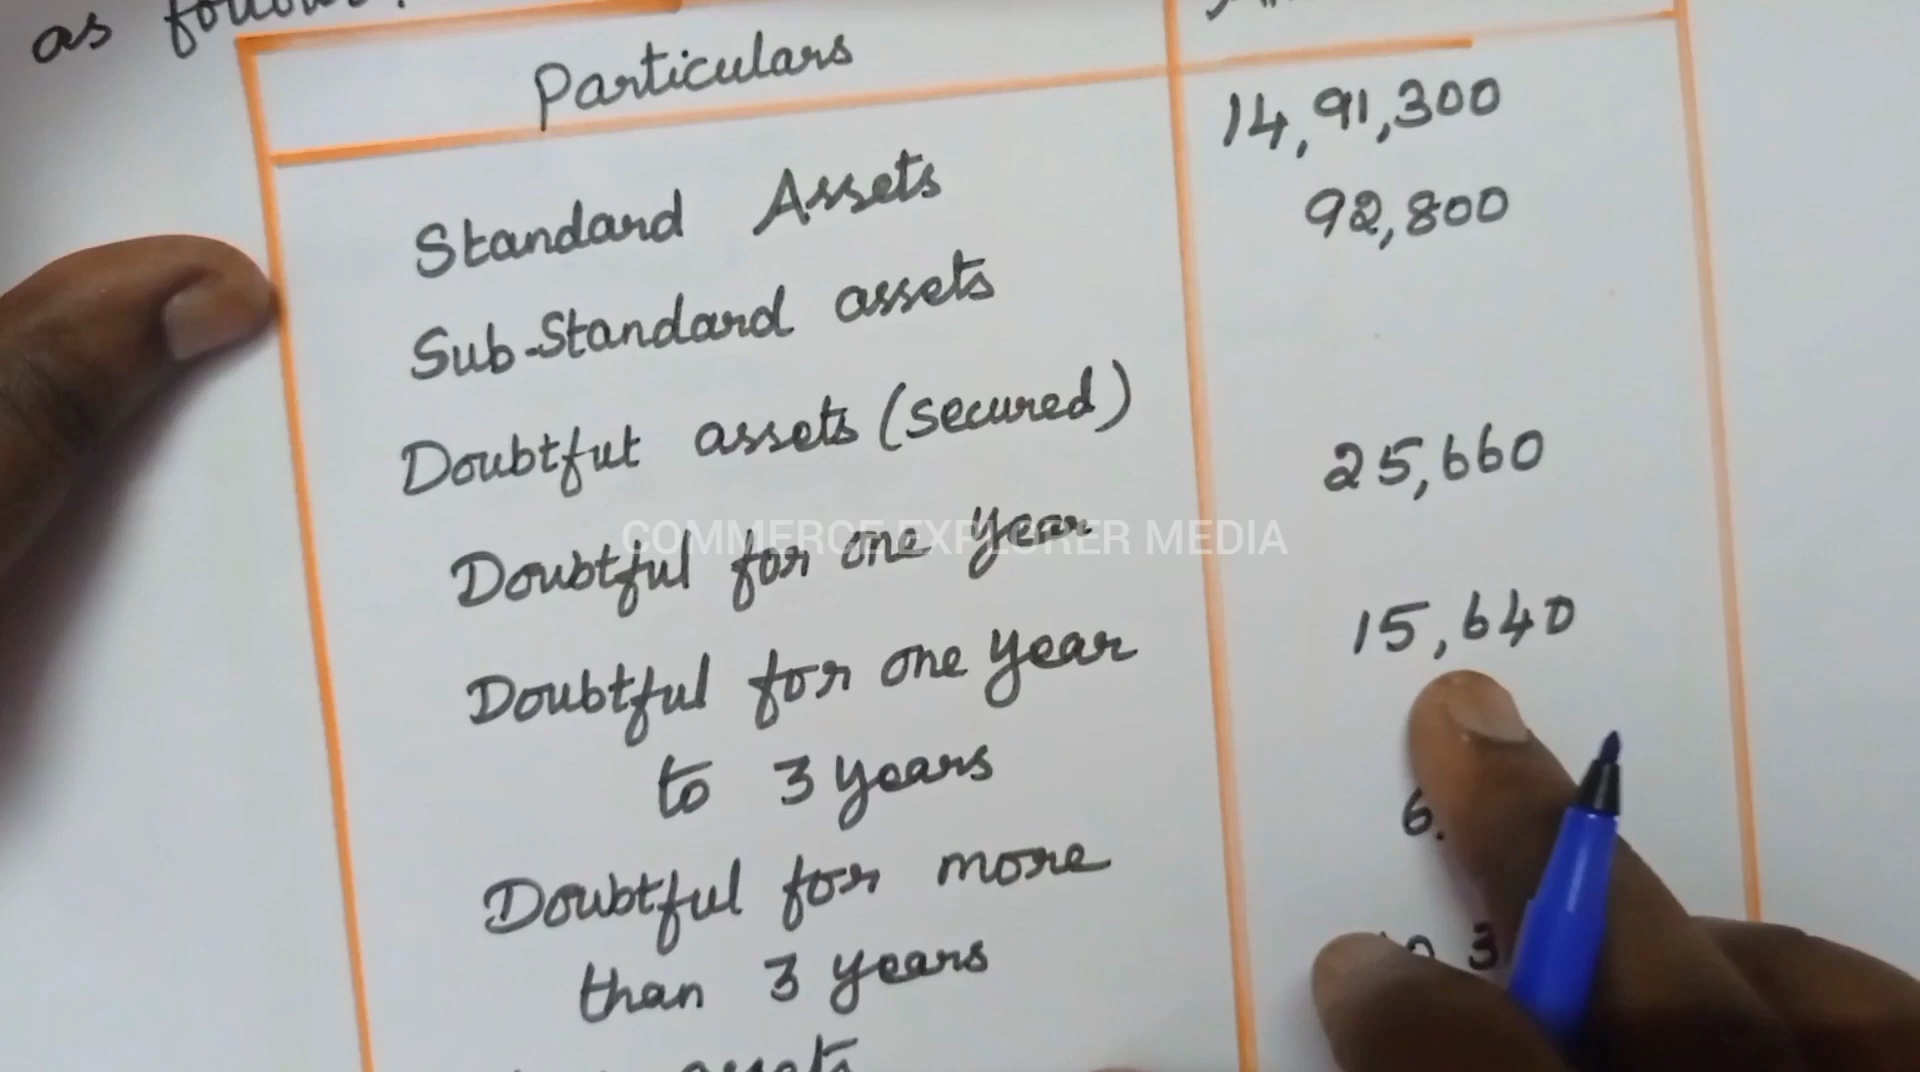 as
Particulars
Standard Assets 14,91,300
Sub-Standard assets 92,800
Doubtful assets (secured)
Doubtful for one year 25,660
Doubtful for one year 15,640
to 3 years
Doubtful for more
than 3 years
assets
COMMERCE EXPLORER MEDIA